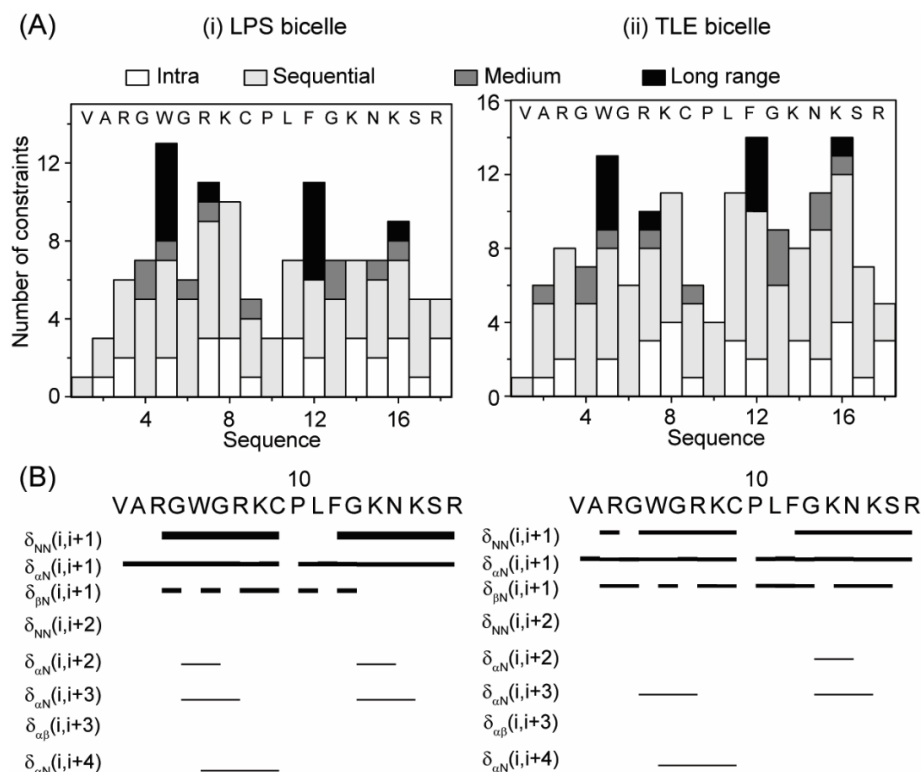 (A) (i) LPS bicelle (ii) TLE bicelle
Intra Sequential Medium Long range
V A R G W G R K C P L F G K N K S R
12
8
4
0
Number of constraints
4 8 12 16
Sequence
16
V A R G W G R K C P L F G K N K S R
12
8
4
0
4 8 12 16
Sequence
(B)
10
VARGWGRKCPLFGKNKSR
δNN(i,i+1)
δαN(i,i+1)
δβN(i,i+1)
δNN(i,i+2)
δαN(i,i+2)
δαN(i,i+3)
δαβ(i,i+3)
δαN(i,i+4)
10
VARGWGRKCPLFGKNKSR
δNN(i,i+1)
δαN(i,i+1)
δβN(i,i+1)
δNN(i,i+2)
δαN(i,i+2)
δαN(i,i+3)
δαβ(i,i+3)
δαN(i,i+4)